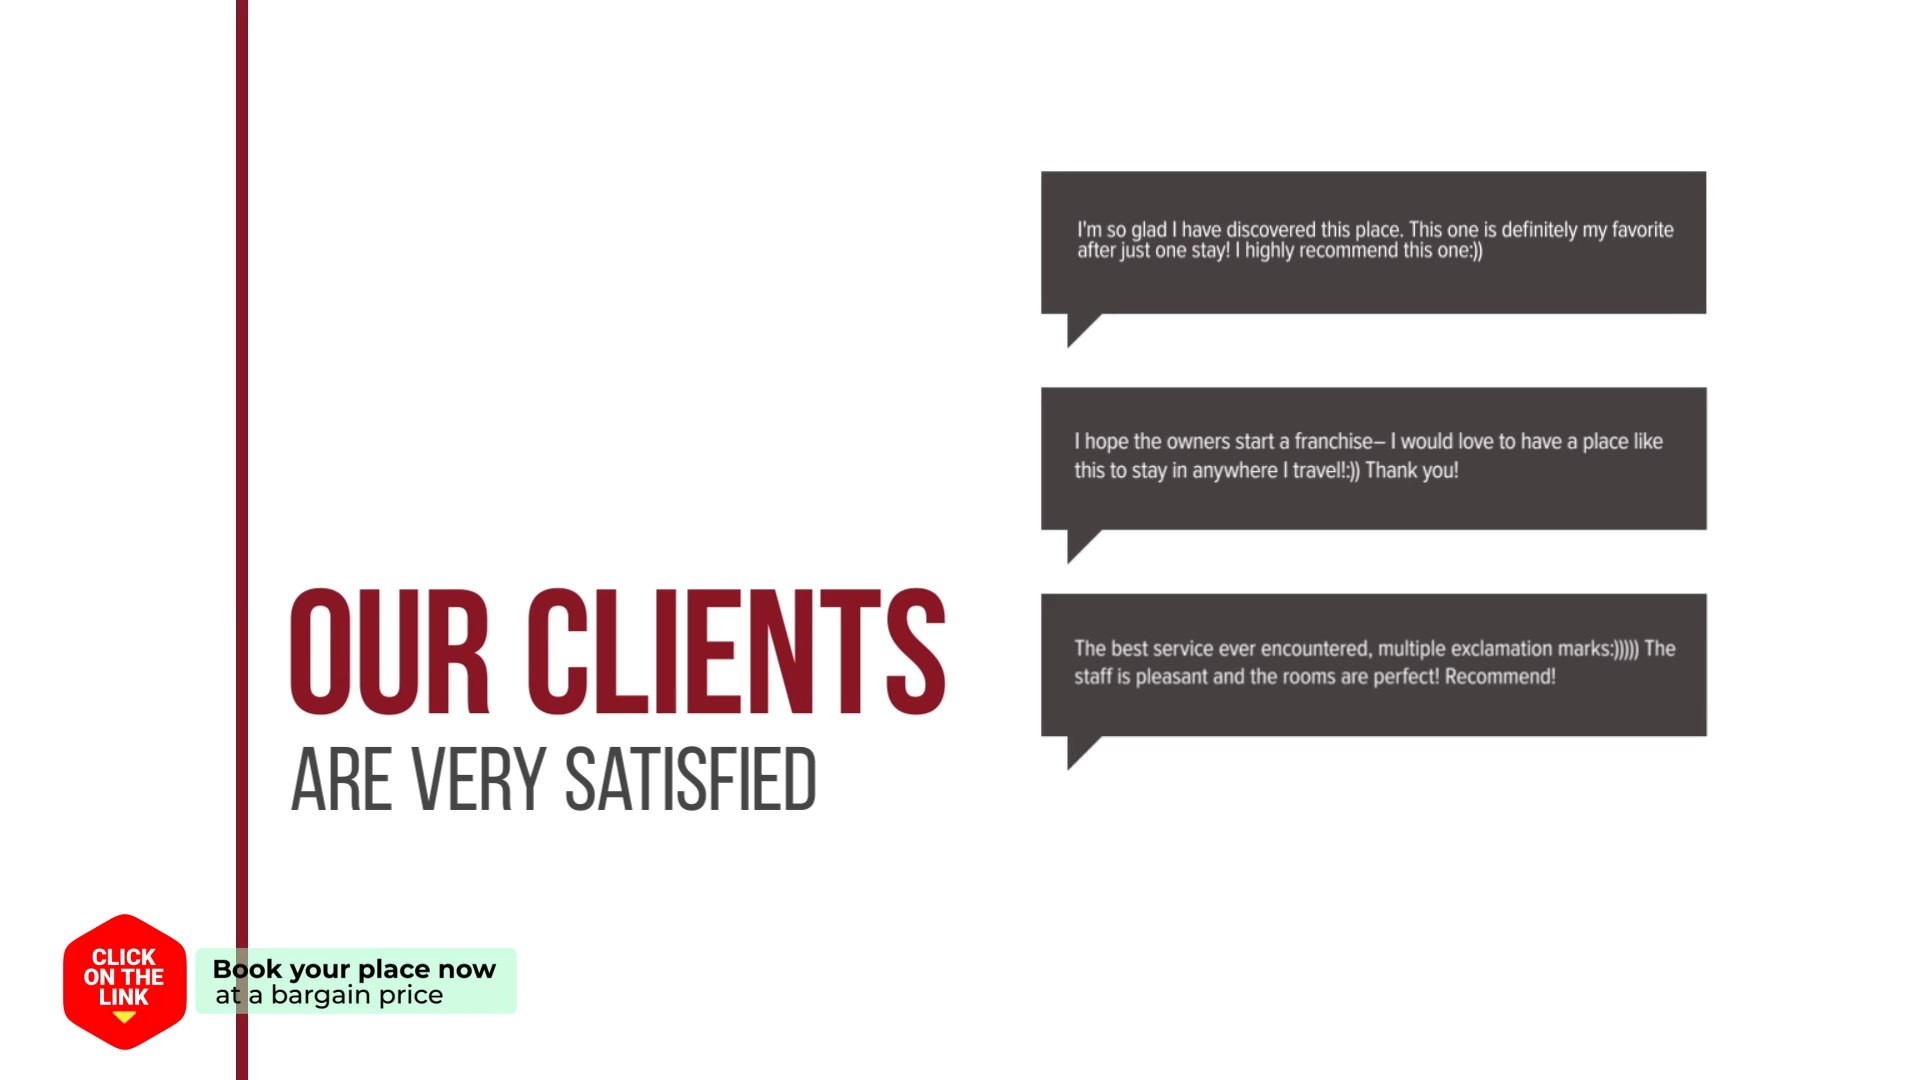 I'm so glad I have discovered this place. This one is definitely my favorite
after just one stay! I highly recommend this one:))
I hope the owners start a franchise– I would love to have a place like
this to stay in anywhere I travel!:)) Thank you!
The best service ever encountered, multiple exclamation marks:))))) The
staff is pleasant and the rooms are perfect! Recommend!
OUR CLIENTS
ARE VERY SATISFIED
CLICK
ON THE
LINK
Book your place now
at a bargain price